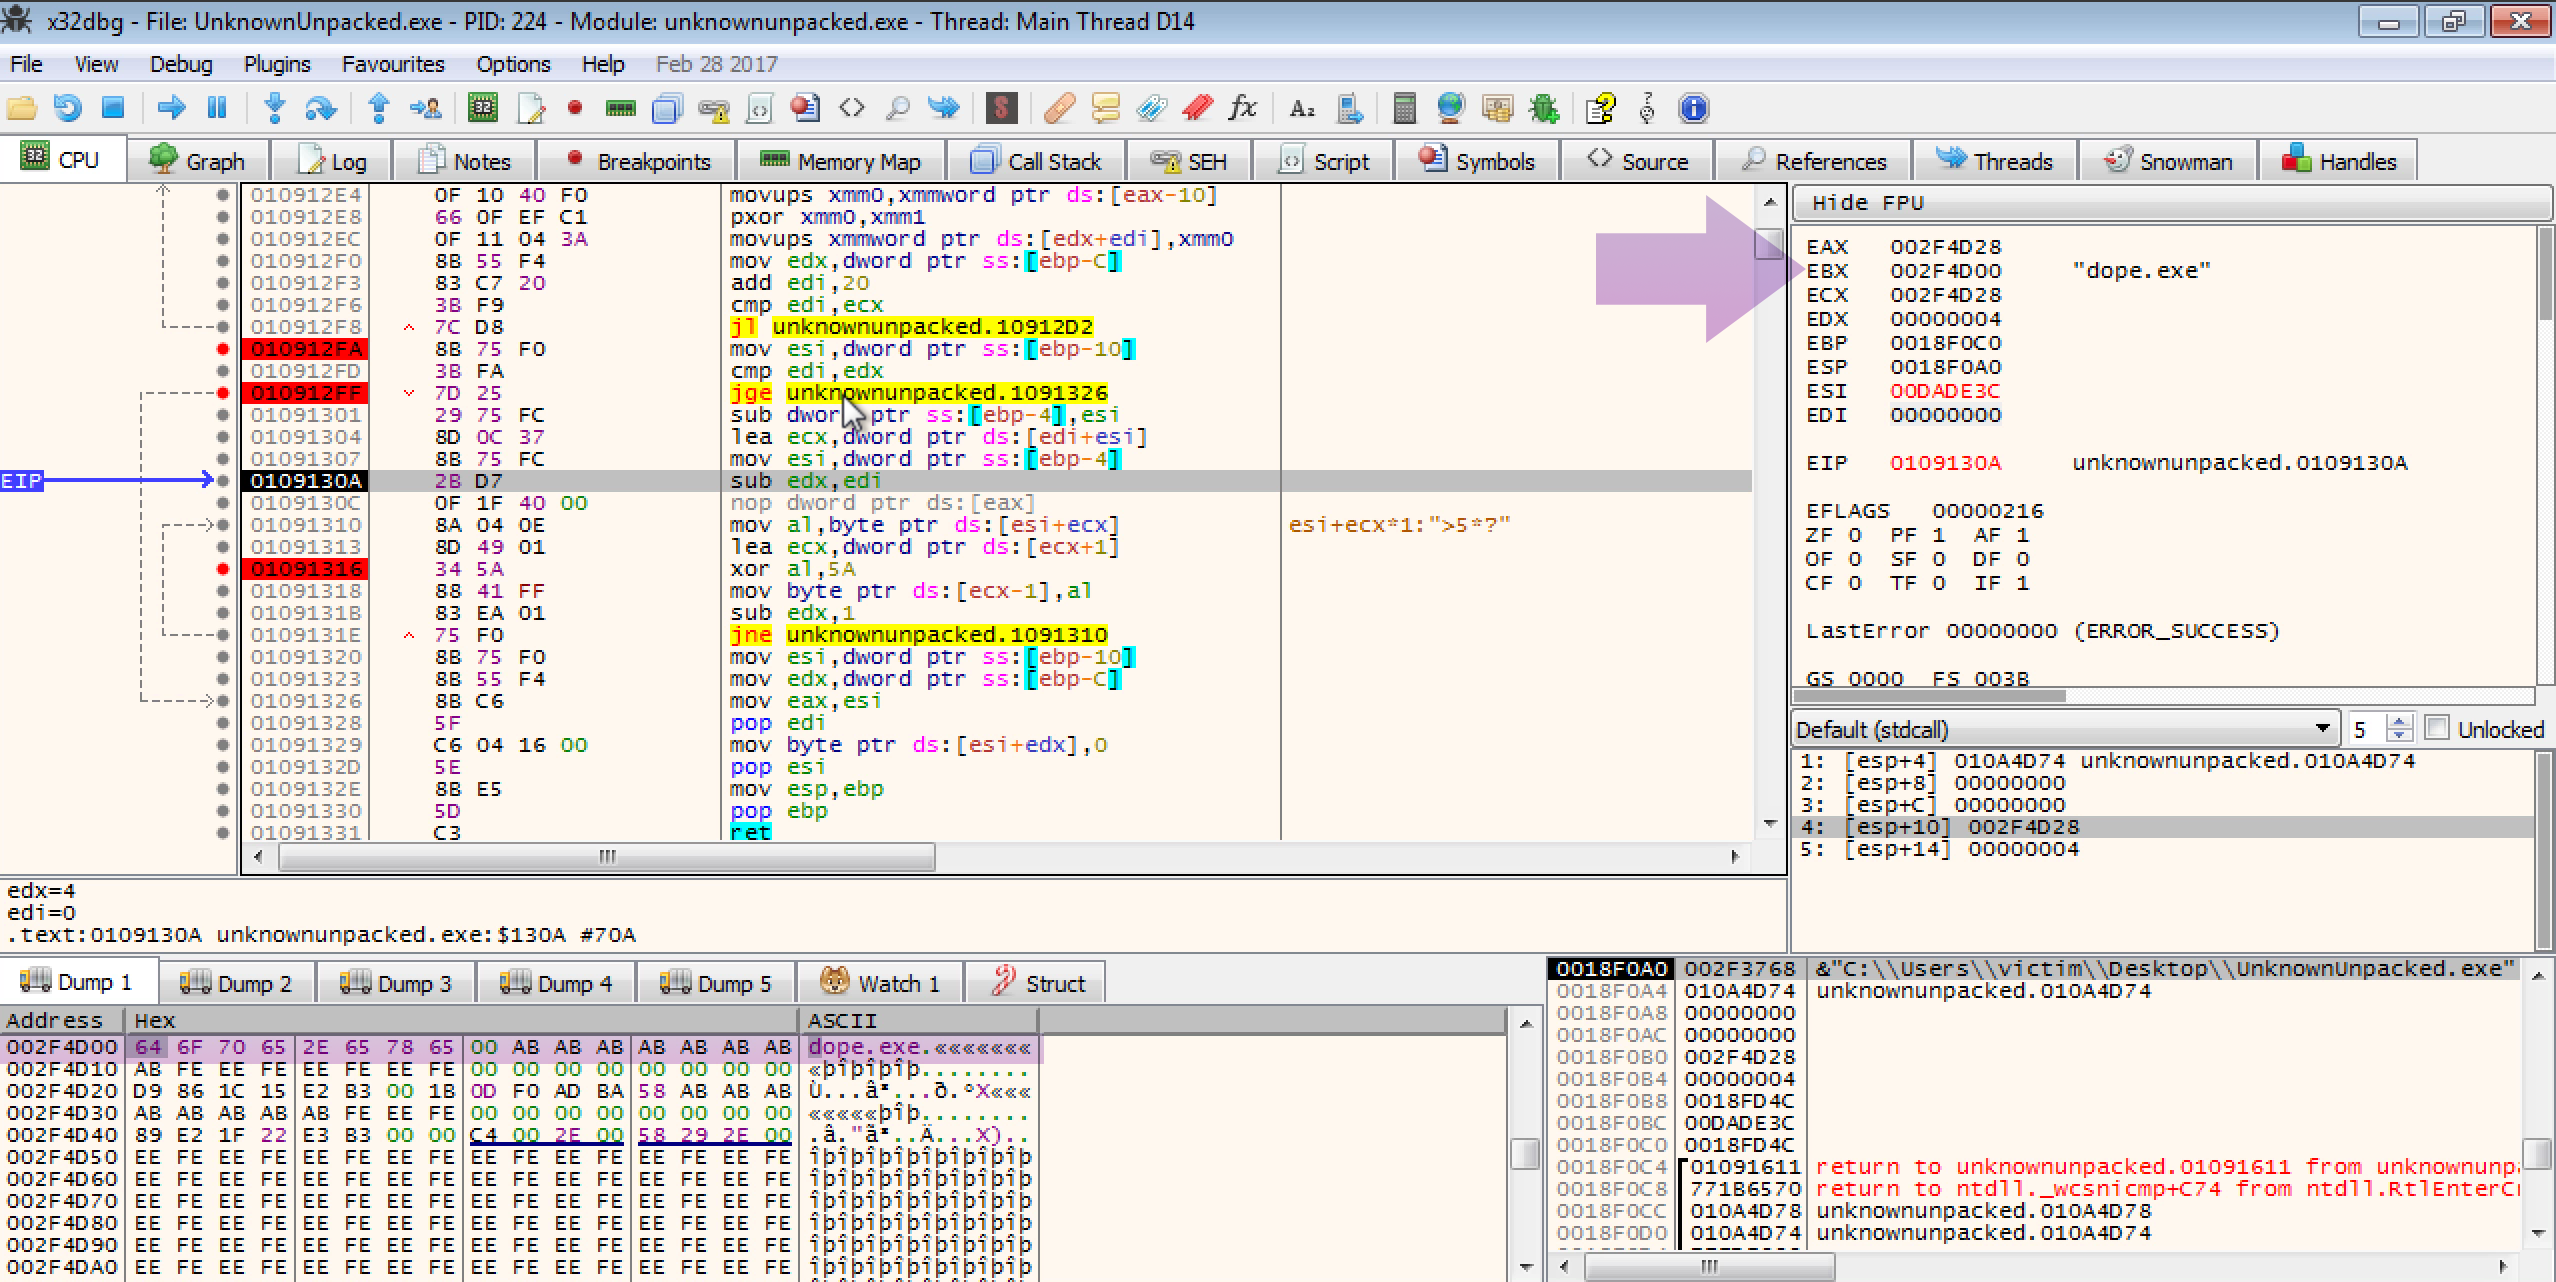 x32dbg - File: UnknownUnpacked.exe - PID: 224 - Module: unknownunpacked.exe - Thread: Main Thread D14
File View Debug Plugins Favourites Options Help Feb 28 2017
CPU Graph Log Notes Breakpoints Memory Map Call Stack SEH Script Symbols Source References Threads Snowman Handles
010912E4 0F 10 40 F0 movups xmm0,xmmword ptr ds:[eax-10]
010912E8 66 0F EF C1 pxor xmm0,xmm1
010912EC 0F 11 04 3A movups xmmword ptr ds:[edx+edi],xmm0
010912F0 8B 55 F4 mov edx,dword ptr ss:[ebp-C]
010912F3 83 C7 20 add edi,20
010912F6 3B F9 cmp edi,ecx
010912F8 7C D8 jl unknownunpacked.10912D2
010912FA 8B 75 F0 mov esi,dword ptr ss:[ebp-10]
010912FD 3B FA cmp edi,edx
010912FF 7D 25 jge unknownunpacked.1091326
01091301 29 75 FC sub dword ptr ss:[ebp-4],esi
01091304 8D 0C 37 lea ecx,dword ptr ds:[edi+esi]
01091307 8B 75 FC mov esi,dword ptr ss:[ebp-4]
EIP 0109130A 2B D7 sub edx,edi
0109130C 0F 1F 40 00 nop dword ptr ds:[eax]
01091310 8A 04 0E mov al,byte ptr ds:[esi+ecx] esi+ecx*1:">5*?"
01091313 8D 49 01 lea ecx,dword ptr ds:[ecx+1]
01091316 34 5A xor al,5A
01091318 88 41 FF mov byte ptr ds:[ecx-1],al
0109131B 83 EA 01 sub edx,1
0109131E 75 F0 jne unknownunpacked.1091310
01091320 8B 75 F0 mov esi,dword ptr ss:[ebp-10]
01091323 8B 55 F4 mov edx,dword ptr ss:[ebp-C]
01091326 8B C6 mov eax,esi
01091328 5F pop edi
01091329 C6 04 16 00 mov byte ptr ds:[esi+edx],0
0109132D 5E pop esi
0109132E 8B E5 mov esp,ebp
01091330 5D pop ebp
01091331 C3 ret
Hide FPU
EAX 002F4D28
EBX 002F4D00 "dope.exe"
ECX 002F4D28
EDX 00000004
EBP 0018F0C0
ESP 0018F0A0
ESI 00DADE3C
EDI 00000000
EIP 0109130A unknownunpacked.0109130A
EFLAGS 00000216
ZF 0 PF 1 AF 1
OF 0 SF 0 DF 0
CF 0 TF 0 IF 1
LastError 00000000 (ERROR_SUCCESS)
GS 0000 FS 003B
Default (stdcall) 5 Unlocked
1: [esp+4] 010A4D74 unknownunpacked.010A4D74
2: [esp+8] 00000000
3: [esp+C] 00000000
4: [esp+10] 002F4D28
5: [esp+14] 00000004
edx=4
edi=0
.text:0109130A unknownunpacked.exe:$130A #70A
Dump 1 Dump 2 Dump 3 Dump 4 Dump 5 Watch 1 Struct
Address Hex ASCII
002F4D00 64 6F 70 65 2E 65 78 65 00 AB AB AB AB AB AB AB dope.exe.«««««««
002F4D10 AB FE EE FE EE FE EE FE 00 00 00 00 00 00 00 00 «þîþîþîþ........
002F4D20 D9 86 1C 15 E2 B3 00 1B 0D F0 AD BA 58 AB AB AB Ù...â³...ð.ºX«««
002F4D30 AB AB AB AB AB FE EE FE 00 00 00 00 00 00 00 00 «««««þîþ........
002F4D40 89 E2 1F 22 E3 B3 00 00 C4 00 2E 00 58 29 2E 00 .â."ã³..Ä...X)..
002F4D50 EE FE EE FE EE FE EE FE EE FE EE FE EE FE EE FE îþîþîþîþîþîþîþîþ
002F4D60 EE FE EE FE EE FE EE FE EE FE EE FE EE FE EE FE îþîþîþîþîþîþîþîþ
002F4D70 EE FE EE FE EE FE EE FE EE FE EE FE EE FE EE FE îþîþîþîþîþîþîþîþ
002F4D80 EE FE EE FE EE FE EE FE EE FE EE FE EE FE EE FE îþîþîþîþîþîþîþîþ
002F4D90 EE FE EE FE EE FE EE FE EE FE EE FE EE FE EE FE îþîþîþîþîþîþîþîþ
002F4DA0 EE FE EE FE EE FE EE FE EE FE EE FE EE FE EE FE îþîþîþîþîþîþîþîþ
0018F0A0 002F3768 &"C:\\Users\\victim\\Desktop\\UnknownUnpacked.exe"
0018F0A4 010A4D74 unknownunpacked.010A4D74
0018F0A8 00000000
0018F0AC 00000000
0018F0B0 002F4D28
0018F0B4 00000004
0018F0B8 0018FD4C
0018F0BC 00DADE3C
0018F0C0 0018FD4C
0018F0C4 01091611 return to unknownunpacked.01091611 from unknownunp
0018F0C8 771B6570 return to ntdll._wcsnicmp+C74 from ntdll.RtlEnterC
0018F0CC 010A4D78 unknownunpacked.010A4D78
0018F0D0 010A4D74 unknownunpacked.010A4D74